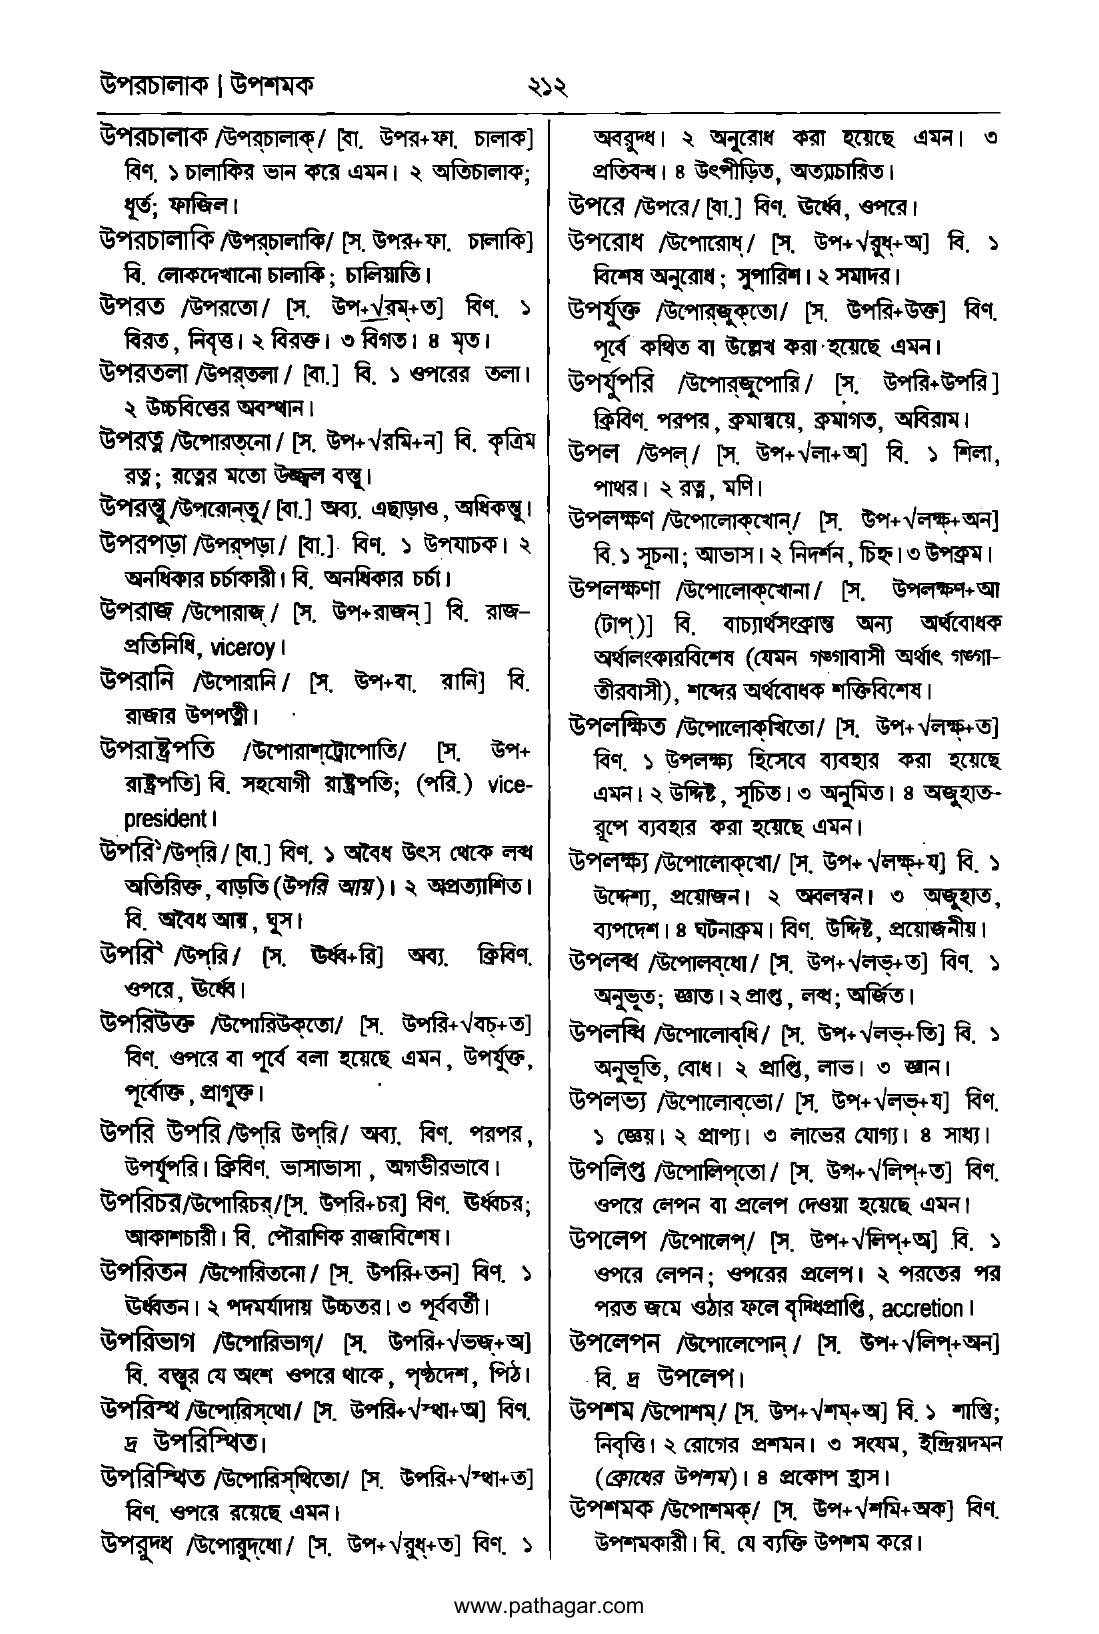 উপরচালাক | উপশমক
২১২
উপরচালাক /উপর্‌চালাক্‌/ [বা. উপর+ফা. চালাক]
বিণ. ১ চালাকির ভান করে এমন। ২ অতিচালাক;
ধূর্ত; ফাজিল।
উপরচালাকি /উপর্‌চালাকি/ [স. উপর+ফা. চালাকি]
বি. লোকদেখানো চালাকি; চালিয়াতি।
উপরত /উপরতো/ [স. উপ+√রম্‌+ত] বিণ. ১
বিরত, নিবৃত্ত। ২ বিরক্ত। ৩ বিগত। ৪ মৃত।
উপরতলা /উপর্‌তলা/ [বা.] বি. ১ ওপরের তলা।
২ উচ্চবিত্তের অবস্থান।
উপরত্ন /উপোরত্‌নো/ [স. উপ+√রমি+ন] বি. কৃত্রিম
রত্ন; রত্নের মতো উজ্জ্বল বস্তু।
উপরন্তু /উপরোন্‌তু/ [বা.] অব্য. এছাড়াও, অধিকন্তু।
উপরপড়া /উপর্‌পড়া/ [বা.] বিণ. ১ উপযাচক। ২
অনধিকার চর্চাকারী। বি. অনধিকার চর্চা।
উপরাজ /উপোরাজ্‌/ [স. উপ+রাজন্‌] বি. রাজ-
প্রতিনিধি, viceroy।
উপরানি /উপোরানি/ [স. উপ+বা. রানি] বি.
রাজার উপপত্নী।
উপরাষ্ট্রপতি /উপোরাশ্‌ট্রোপোতি/ [স. উপ+
রাষ্ট্রপতি] বি. সহযোগী রাষ্ট্রপতি; (পরি.) vice-
president।
উপরি১ /উপ্‌রি/ [বা.] বিণ. ১ অবৈধ উৎস থেকে লব্ধ
অতিরিক্ত, বাড়তি (উপরি আয়)। ২ অপ্রত্যাশিত।
বি. অবৈধ আয়, ঘুস।
উপরি২ /উপ্‌রি/ [স. ঊর্ধ্ব+রি] অব্য. ক্রিবিণ.
ওপরে, ঊর্ধ্বে।
উপরিউক্ত /উপোরিউক্‌তো/ [স. উপরি+√বচ্‌+ত]
বিণ. ওপরে বা পূর্বে বলা হয়েছে এমন, উপর্যুক্ত,
পূর্বোক্ত, প্রাগুক্ত।
উপরি উপরি /উপ্‌রি উপ্‌রি/ অব্য. বিণ. পরপর,
উপর্যুপরি। ক্রিবিণ. ভাসাভাসা, অগভীরভাবে।
উপরিচর /উপোরিচর্‌/ [স. উপরি+চর] বিণ. ঊর্ধ্বচর;
আকাশচারী। বি. পৌরাণিক রাজাবিশেষ।
উপরিতন /উপোরিতনো/ [স. উপরি+তন] বিণ. ১
ঊর্ধ্বতন। ২ পদমর্যাদায় উচ্চতর। ৩ পূর্ববর্তী।
উপরিভাগ /উপোরিভাগ্‌/ [স. উপরি+√ভজ্‌+অ]
বি. বস্তুর যে অংশ ওপরে থাকে, পৃষ্ঠদেশ, পিঠ।
উপরিস্থ /উপোরিস্‌থো/ [স. উপরি+√স্থা+অ] বিণ.
দ্র উপরিস্থিত।
উপরিস্থিত /উপোরিস্‌থিতো/ [স. উপরি+√স্থা+ত]
বিণ. ওপরে রয়েছে এমন।
উপরুদ্ধ /উপোরুদ্‌ধো/ [স. উপ+√রুধ্‌+ত] বিণ. ১
অবরুদ্ধ। ২ অনুরোধ করা হয়েছে এমন। ৩
প্রতিবন্ধ। ৪ উৎপীড়িত, অত্যাচারিত।
উপরে /উপরে/ [বা.] বিণ. ঊর্ধ্বে, ওপরে।
উপরোধ /উপোরোধ্‌/ [স. উপ+√রুধ্‌+অ] বি. ১
বিশেষ অনুরোধ; সুপারিশ। ২ সমাদর।
উপর্যুক্ত /উপোর্‌জুক্‌তো/ [স. উপরি+উক্ত] বিণ.
পূর্বে কথিত বা উল্লেখ করা হয়েছে এমন।
উপর্যুপরি /উপোর্‌জুপোরি/ [স. উপরি+উপরি]
ক্রিবিণ. পরপর, ক্রমান্বয়ে, ক্রমাগত, অবিরাম।
উপল /উপল্‌/ [স. উপ+√লা+অ] বি. ১ শিলা,
পাথর। ২ রত্ন, মণি।
উপলক্ষণ /উপোলোক্‌খোন্‌/ [স. উপ+√লক্ষ্‌+অন]
বি. ১ সূচনা; আভাস। ২ নিদর্শন, চিহ্ন। ৩ উপক্রম।
উপলক্ষণা /উপোলোক্‌খোনা/ [স. উপলক্ষণ+আ
(টাপ্‌)] বি. বাচ্যার্থসংক্রান্ত অন্য অর্থবোধক
অর্থালংকারবিশেষ (যেমন গঙ্গাবাসী অর্থাৎ গঙ্গা-
তীরবাসী), শব্দের অর্থবোধক শক্তিবিশেষ।
উপলক্ষিত /উপোলোক্‌খিতো/ [স. উপ+√লক্ষ্‌+ত]
বিণ. ১ উপলক্ষ্য হিসেবে ব্যবহার করা হয়েছে
এমন। ২ উদ্দিষ্ট, সূচিত। ৩ অনুমিত। ৪ অজুহাত-
রূপে ব্যবহার করা হয়েছে এমন।
উপলক্ষ্য /উপোলোক্‌খো/ [স. উপ+√লক্ষ্‌+য] বি. ১
উদ্দেশ্য, প্রয়োজন। ২ অবলম্বন। ৩ অজুহাত,
ব্যপদেশ। ৪ ঘটনাক্রম। বিণ. উদ্দিষ্ট, প্রয়োজনীয়।
উপলব্ধ /উপোলব্‌ধো/ [স. উপ+√লভ্‌+ত] বিণ. ১
অনুভূত; জ্ঞাত। ২ প্রাপ্ত, লব্ধ; অর্জিত।
উপলব্ধি /উপোলোব্‌ধি/ [স. উপ+√লভ্‌+তি] বি. ১
অনুভূতি, বোধ। ২ প্রাপ্তি, লাভ। ৩ জ্ঞান।
উপলভ্য /উপোলোব্‌ভো/ [স. উপ+√লভ্‌+য] বিণ.
১ জ্ঞেয়। ২ প্রাপ্য। ৩ লাভের যোগ্য। ৪ সাধ্য।
উপলিপ্ত /উপোলিপ্‌তো/ [স. উপ+√লিপ্‌+ত] বিণ.
ওপরে লেপন বা প্রলেপ দেওয়া হয়েছে এমন।
উপলেপ /উপোলেপ্‌/ [স. উপ+√লিপ্‌+অ] বি. ১
ওপরে লেপন; ওপরের প্রলেপ। ২ পরতের পর
পরত জমে ওঠার ফলে বৃদ্ধিপ্রাপ্তি, accretion।
উপলেপন /উপোলেপোন্‌/ [স. উপ+√লিপ্‌+অন]
বি. দ্র উপলেপ।
উপশম /উপোশম্‌/ [স. উপ+√শম্‌+অ] বি. ১ শান্তি;
নিবৃত্তি। ২ রোগের প্রশমন। ৩ সংযম, ইন্দ্রিয়দমন
(ক্রোধের উপশম)। ৪ প্রকোপ হ্রাস।
উপশমক /উপোশমক্‌/ [স. উপ+√শমি+অক] বিণ.
উপশমকারী। বি. যে ব্যক্তি উপশম করে।
www.pathagar.com